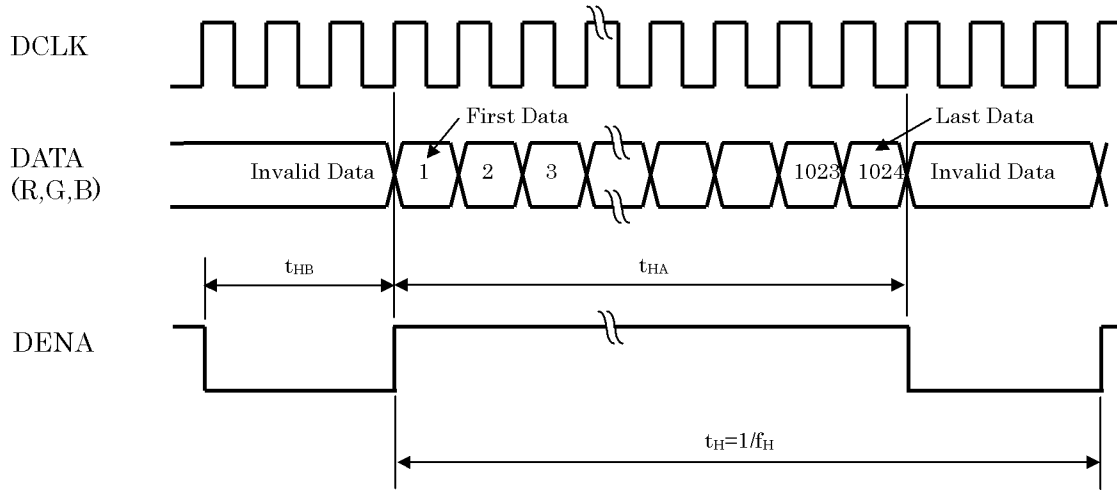 DCLK
First Data
Last Data
DATA
(R,G,B)
Invalid Data 1 2 3 1023 1024 Invalid Data
tHB
tHA
DENA
tH=1/fH